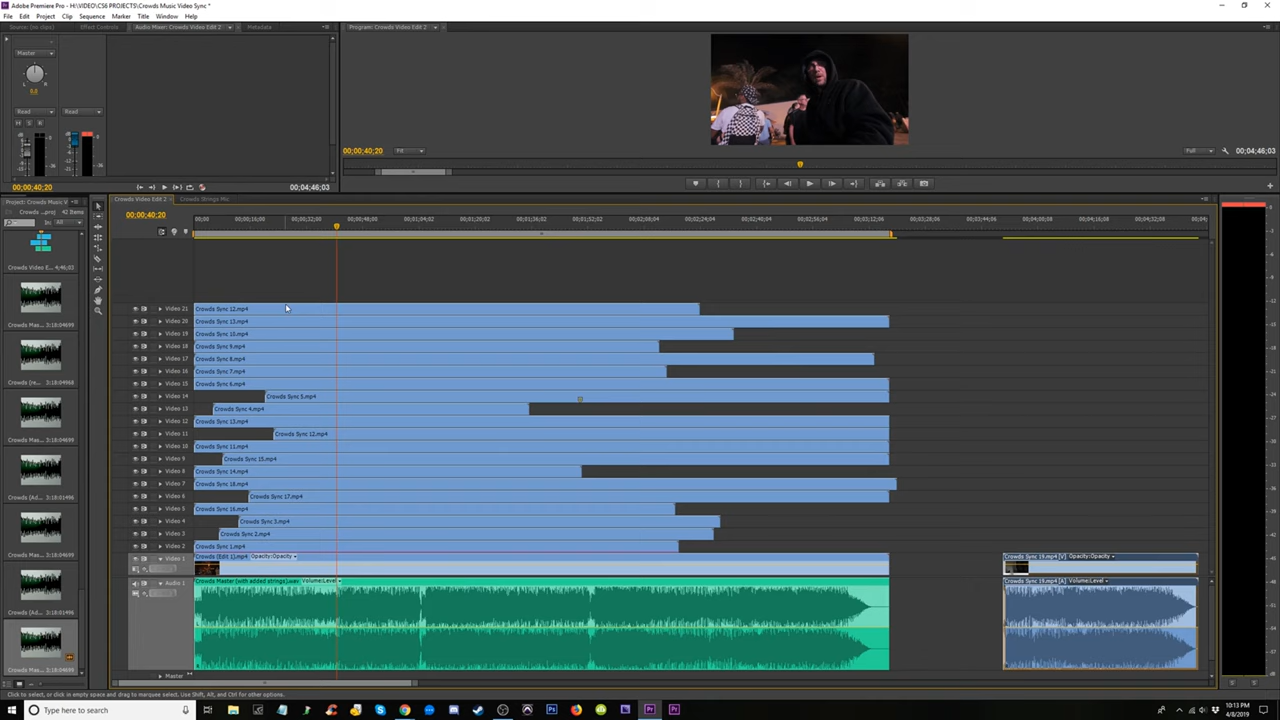 Adobe Premiere Pro - H:\VIDEO\CS6 PROJECTS\Crowds Music Video Sync *
File Edit Project Clip Sequence Marker Title Window Help
Source: (no clips) Effect Controls Audio Mixer: Crowds Video Edit 2 Metadata
Program: Crowds Video Edit 2
Master
L R
0.0
Read Read
00;00;40;20 Fit Full 00;04;46;03
00;00;40;20 00;04;46;03
Project: Crowds Music V
Crowds ...proj 42 Items
In: All
Crowds Video E... 4;46;03
Crowds Mas... 3:18:04699
Crowds (re... 3:18:04968
Crowds Mas...
Crowds (Ad... 3:18:01496
Crowds Mas...
Crowds (Ad... 3:18:01496
Crowds Mas... 3:18:04699
Crowds Video Edit 2 Crowds Strings Mic
00;00;40;20
00;00 00;00;16;00 00;00;32;00 00;00;48;00 00;01;04;02 00;01;20;02 00;01;36;02 00;01;52;02 00;02;08;04 00;02;24;04 00;02;40;04 00;02;56;04 00;03;12;06 00;03;28;06 00;03;44;06 00;04;00;08 00;04;16;08 00;04;32;08
Video 21 Crowds Sync 12.mp4
Video 20 Crowds Sync 13.mp4
Video 19 Crowds Sync 10.mp4
Video 18 Crowds Sync 9.mp4
Video 17 Crowds Sync 8.mp4
Video 16 Crowds Sync 7.mp4
Video 15 Crowds Sync 6.mp4
Video 14 Crowds Sync 5.mp4
Video 13 Crowds Sync 4.mp4
Video 12 Crowds Sync 13.mp4
Video 11 Crowds Sync 12.mp4
Video 10 Crowds Sync 11.mp4
Video 9 Crowds Sync 15.mp4
Video 8 Crowds Sync 14.mp4
Video 7 Crowds Sync 18.mp4
Video 6 Crowds Sync 17.mp4
Video 5 Crowds Sync 16.mp4
Video 4 Crowds Sync 3.mp4
Video 3 Crowds Sync 2.mp4
Video 2 Crowds Sync 1.mp4
Video 1 Crowds (Edit 1).mp4 Opacity:Opacity Crowds Sync 19.mp4 [V] Opacity:Opacity
Audio 1 Crowds Master (with added strings).wav Volume:Level Crowds Sync 19.mp4 [A] Volume:Level
Master
Click to select, or click in empty space and drag to marquee select. Use Shift, Alt, and Ctrl for other options.
Type here to search
10:13 PM
4/8/2019